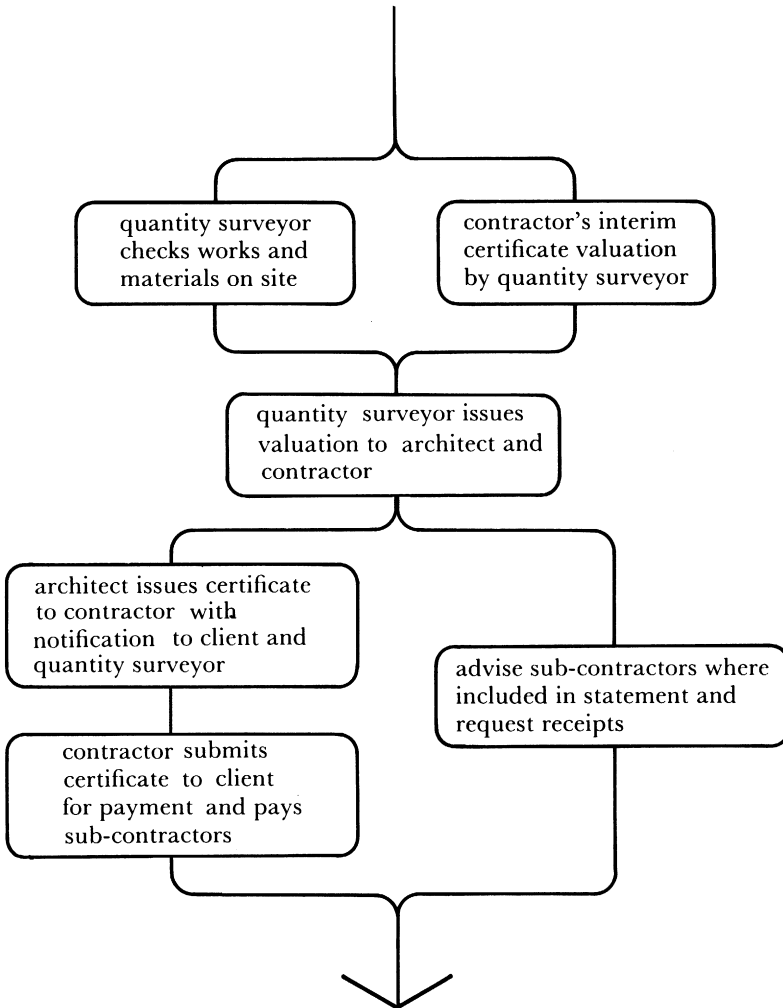 quantity surveyor
checks works and
materials on site
contractor's interim
certificate valuation
by quantity surveyor
quantity surveyor issues
valuation to architect and
contractor
architect issues certificate
to contractor with
notification to client and
quantity surveyor
advise sub-contractors where
included in statement and
request receipts
contractor submits
certificate to client
for payment and pays
sub-contractors